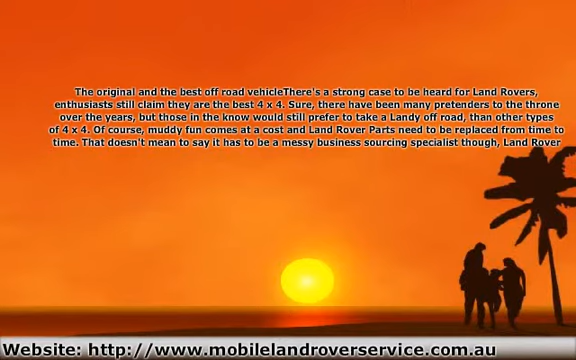 The original and the best off road vehicleThere's a strong case to be heard for Land Rovers,
enthusiasts still claim they are the best 4 x 4. Sure, there have been many pretenders to the throne
over the years, but those in the know would still prefer to take a Landy off road, than other types
of 4 x 4. Of course, muddy fun comes at a cost and Land Rover Parts need to be replaced from time to
time. That doesn't mean to say it has to be a messy business sourcing specialist though, Land Rover
Website: http://www.mobilelandroverservice.com.au